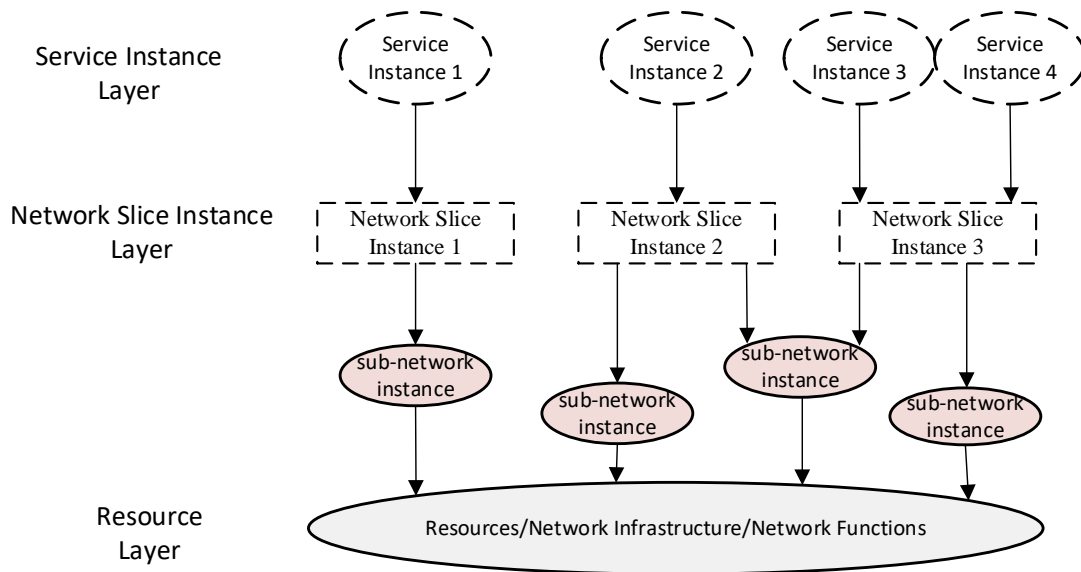 Service Instance
Layer
Service
Instance 1
Service
Instance 2
Service
Instance 3
Service
Instance 4
Network Slice Instance
Layer
Network Slice
Instance 1
Network Slice
Instance 2
Network Slice
Instance 3
sub-network
instance
sub-network
instance
sub-network
instance
sub-network
instance
Resource
Layer
Resources/Network Infrastructure/Network Functions